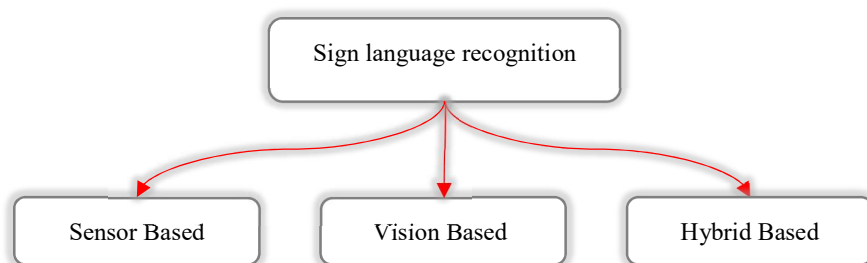 Sign language recognition
Sensor Based
Vision Based
Hybrid Based